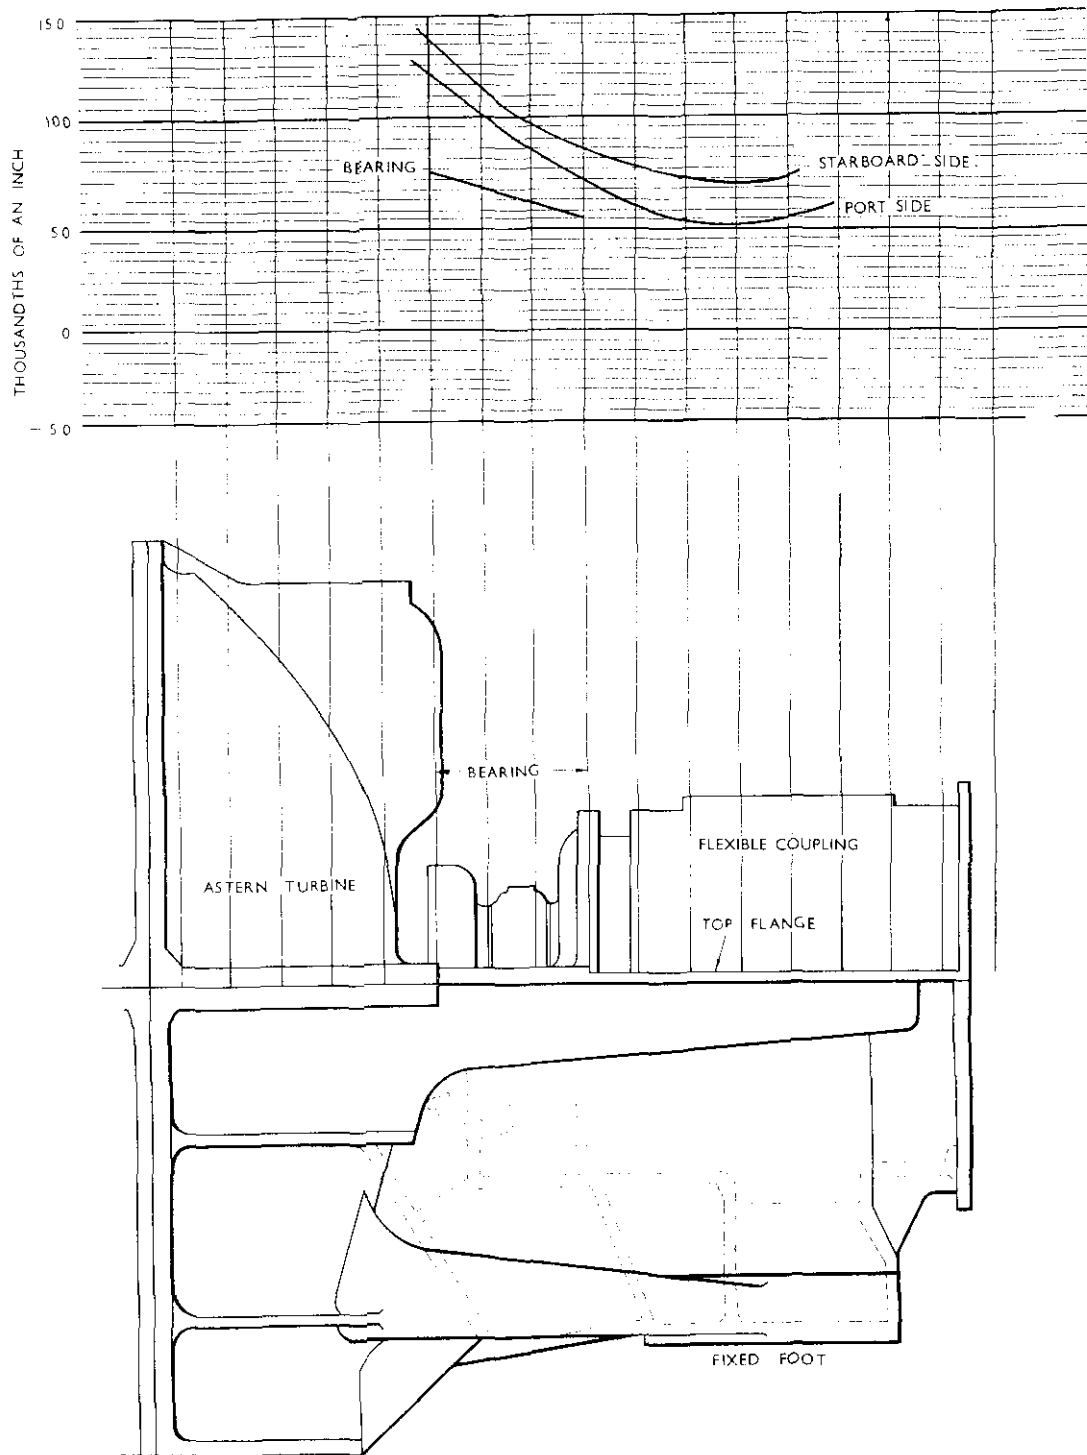 150
100
50
0
- 50
THOUSANDTHS OF AN INCH
BEARING
STARBOARD SIDE
PORT SIDE
BEARING
FLEXIBLE COUPLING
ASTERN TURBINE
TOP FLANGE
FIXED FOOT